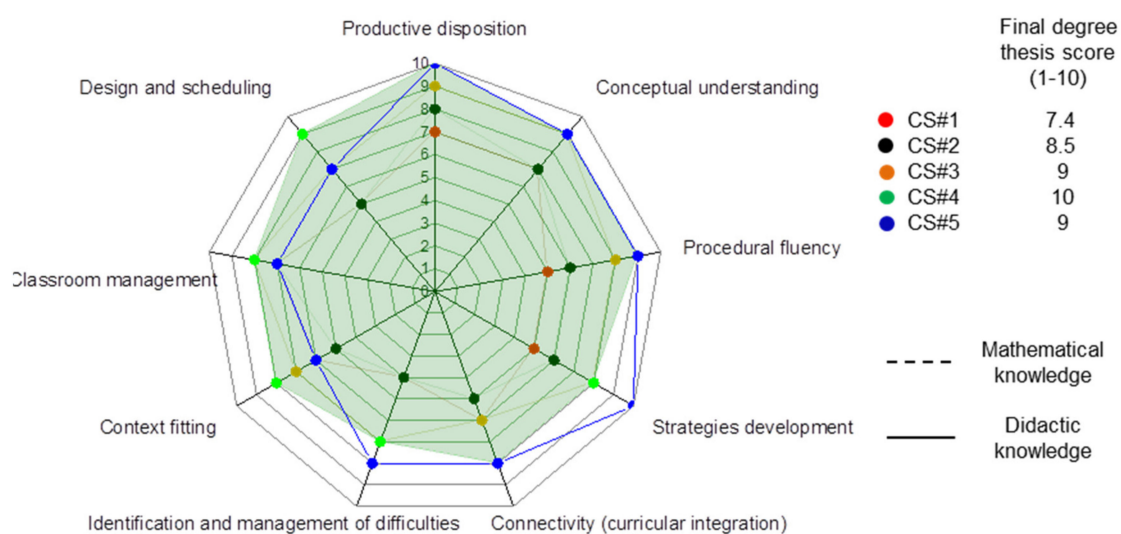 Productive disposition
Final degree
thesis score
(1-10)
Design and scheduling
Conceptual understanding
10
9
8
7
6
5
4
3
2
1
0
CS#1 7.4
CS#2 8.5
CS#3 9
CS#4 10
CS#5 9
Procedural fluency
Classroom management
Mathematical
knowledge
Context fitting
Strategies development
Didactic
knowledge
Identification and management of difficulties
Connectivity (curricular integration)